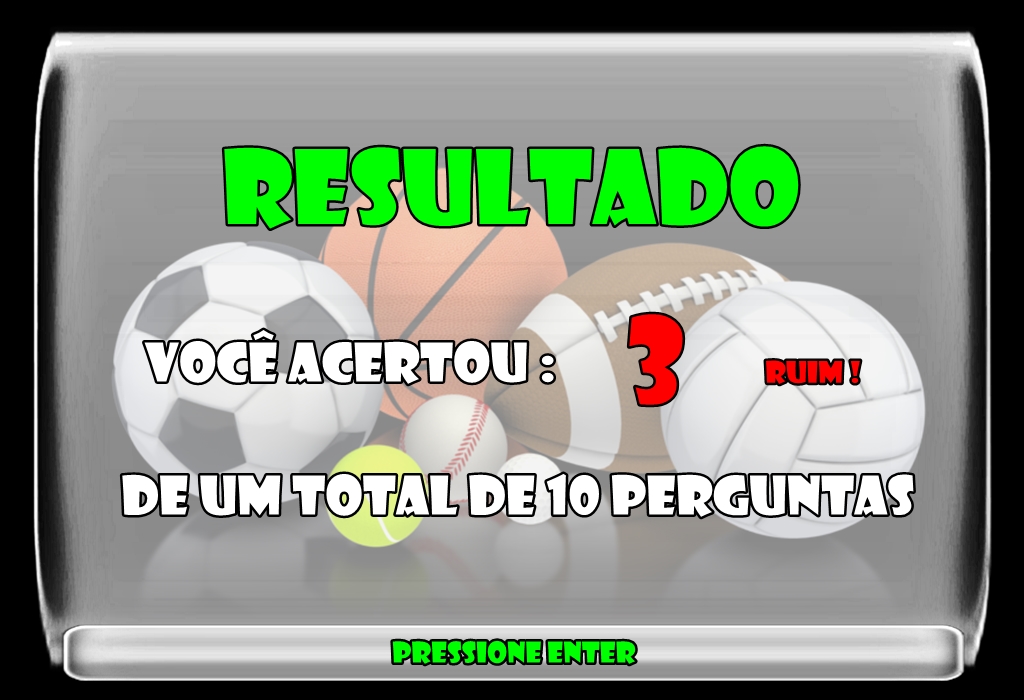 RESULTADO
VOCÊ ACERTOU : 3 RUIM !
DE UM TOTAL DE 10 PERGUNTAS
PRESSIONE ENTER